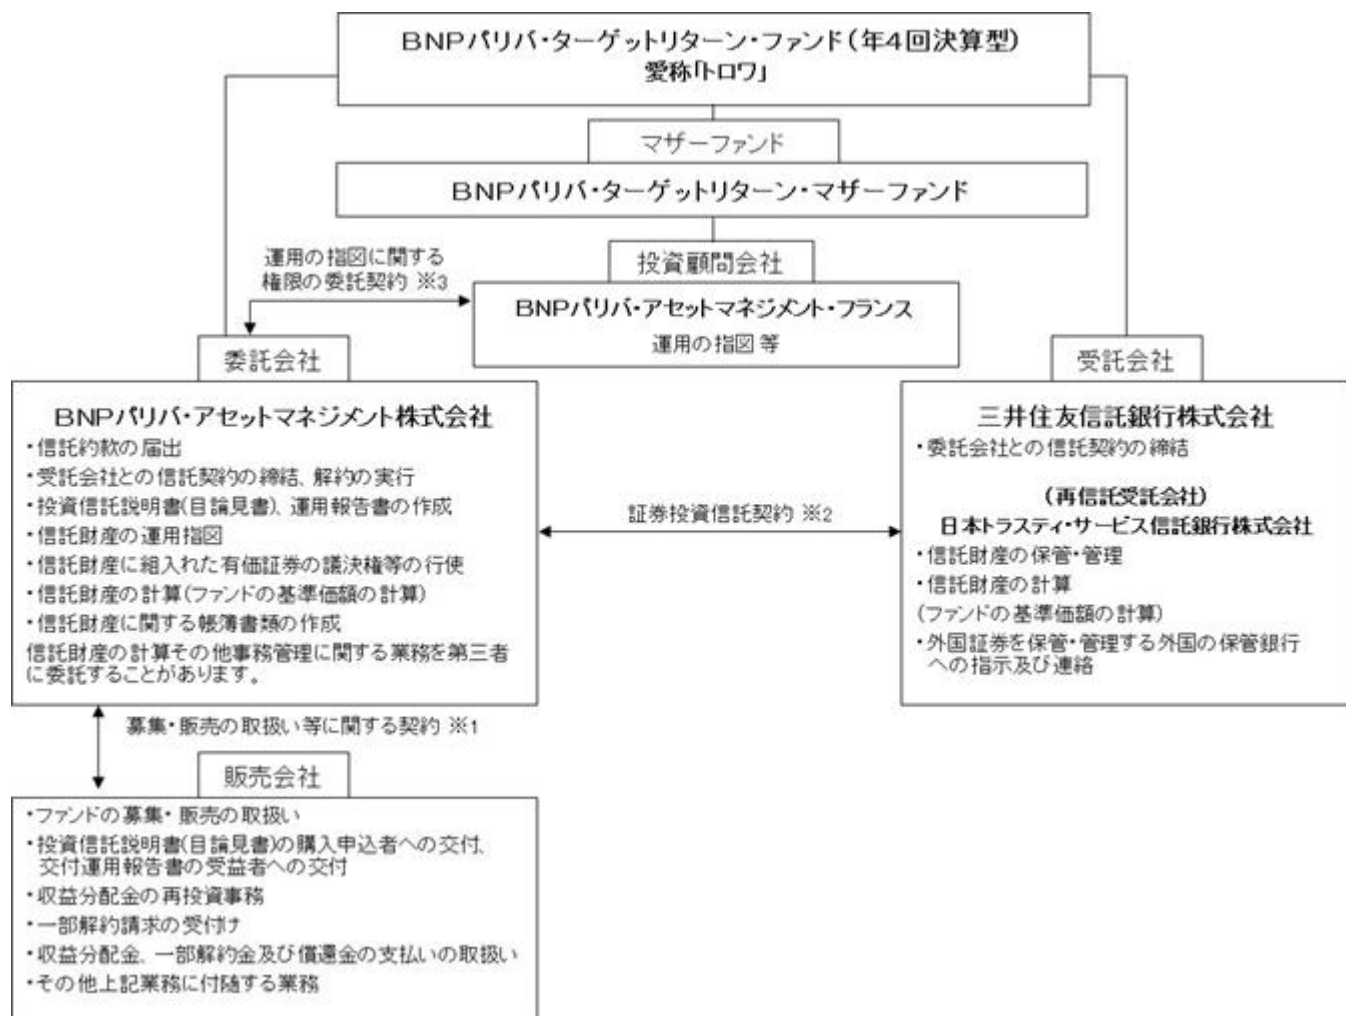 BNPパリバ・ターゲットリターン・ファンド(年4回決算型)
愛称「トロワ」
マザーファンド
BNPパリバ・ターゲットリターン・マザーファンド
運用の指図に関する
権限の委託契約 ※3
投資顧問会社
BNPパリバ・アセットマネジメント・フランス
運用の指図 等
委託会社
BNPパリバ・アセットマネジメント株式会社
・信託約款の届出
・受託会社との信託契約の締結、解約の実行
・投資信託説明書(目論見書)、運用報告書の作成
・信託財産の運用指図
・信託財産に組入れた有価証券の議決権等の行使
・信託財産の計算(ファンドの基準価額の計算)
・信託財産に関する帳簿書類の作成
信託財産の計算その他事務管理に関する業務を第三者
に委託することがあります。
証券投資信託契約 ※2
受託会社
三井住友信託銀行株式会社
・委託会社との信託契約の締結
(再信託受託会社)
日本トラスティ・サービス信託銀行株式会社
・信託財産の保管・管理
・信託財産の計算
(ファンドの基準価額の計算)
・外国証券を保管・管理する外国の保管銀行
への指示及び連絡
募集・販売の取扱い等に関する契約 ※1
販売会社
・ファンドの募集・販売の取扱い
・投資信託説明書(目論見書)の購入申込者への交付、
交付運用報告書の受益者への交付
・収益分配金の再投資事務
・一部解約請求の受付け
・収益分配金、一部解約金及び償還金の支払いの取扱い
・その他上記業務に付随する業務